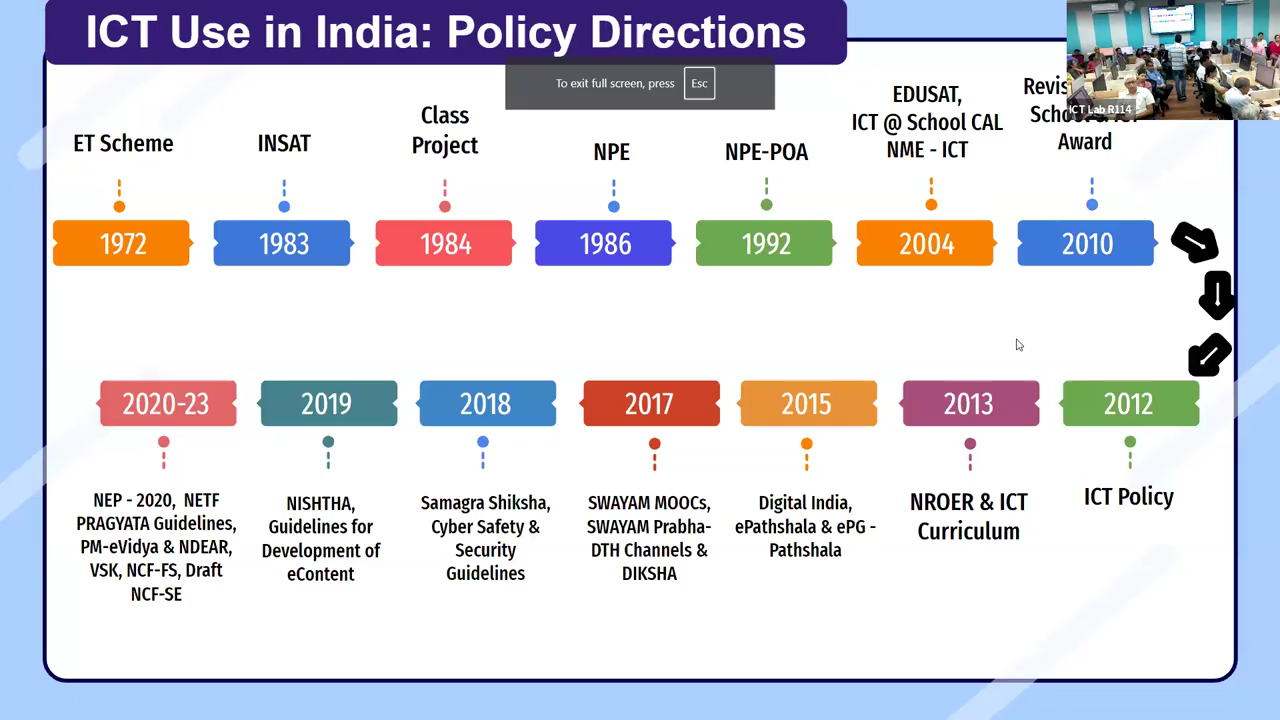 ICT Use in India: Policy Directions
To exit full screen, press Esc
ICT Lab R114
ET Scheme
INSAT
Class
Project
NPE
NPE-POA
EDUSAT,
ICT @ School CAL
NME - ICT
Award
1972
1983
1984
1986
1992
2004
2010
2020-23
2019
2018
2017
2015
2013
2012
NEP - 2020, NETF
PRAGYATA Guidelines,
PM-eVidya & NDEAR,
VSK, NCF-FS, Draft
NCF-SE
NISHTHA,
Guidelines for
Development of
eContent
Samagra Shiksha,
Cyber Safety &
Security
Guidelines
SWAYAM MOOCs,
SWAYAM Prabha-
DTH Channels &
DIKSHA
Digital India,
ePathshala & ePG -
Pathshala
NROER & ICT
Curriculum
ICT Policy